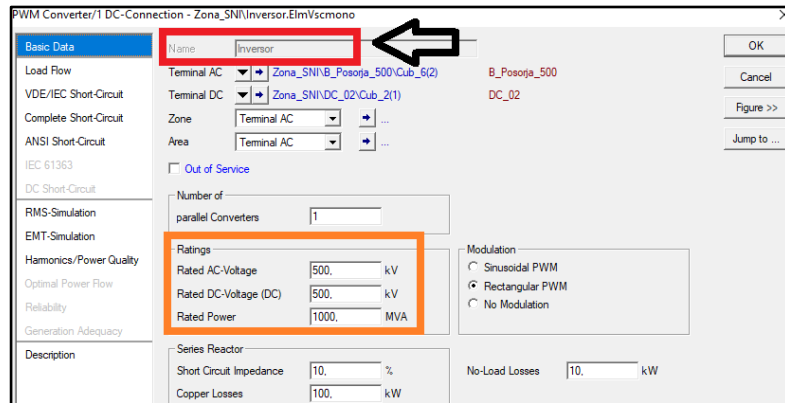 PWM Converter/1 DC-Connection - Zona_SNI\Inversor.ElmVscmono
Basic Data
Load Flow
VDE/IEC Short-Circuit
Complete Short-Circuit
ANSI Short-Circuit
IEC 61363
DC Short-Circuit
RMS-Simulation
EMT-Simulation
Harmonics/Power Quality
Optimal Power Flow
Reliability
Generation Adequacy
Description
Name Inversor
Terminal AC Zona_SNI\B_Posorja_500\Cub_6(2) B_Posorja_500
Terminal DC Zona_SNI\DC_02\Cub_2(1) DC_02
Zone Terminal AC ...
Area Terminal AC ...
Out of Service
Number of
parallel Converters 1
Ratings
Rated AC-Voltage 500, kV
Rated DC-Voltage (DC) 500, kV
Rated Power 1000, MVA
Modulation
Sinusoidal PWM
Rectangular PWM
No Modulation
Series Reactor
Short Circuit Impedance 10, %
Copper Losses 100, kW
No-Load Losses 10, kW
OK
Cancel
Figure >>
Jump to ...